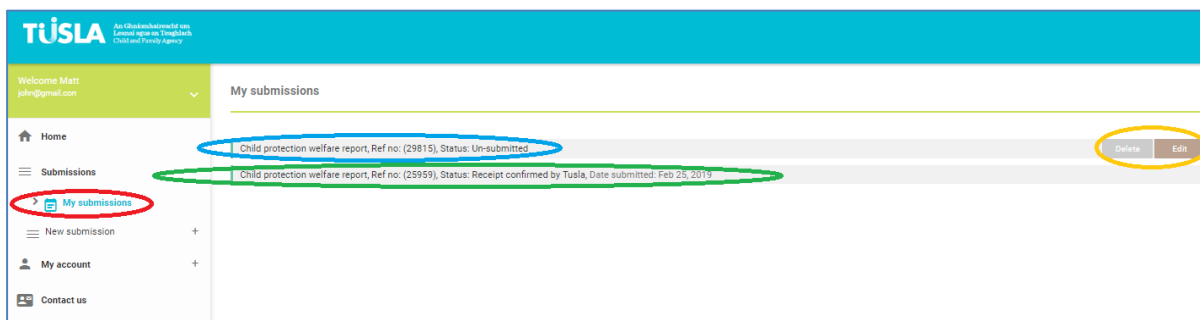 TUSLA
An Ghníomhaireacht um
Leanaí agus an Teaghlach
Child and Family Agency
Welcome Matt
john@gmail.con
Home
Submissions
My submissions
New submission +
My account +
Contact us
My submissions
Child protection welfare report, Ref no: (29815), Status: Un-submitted
Delete Edit
Child protection welfare report, Ref no: (25959), Status: Receipt confirmed by Tusla, Date submitted: Feb 25, 2019